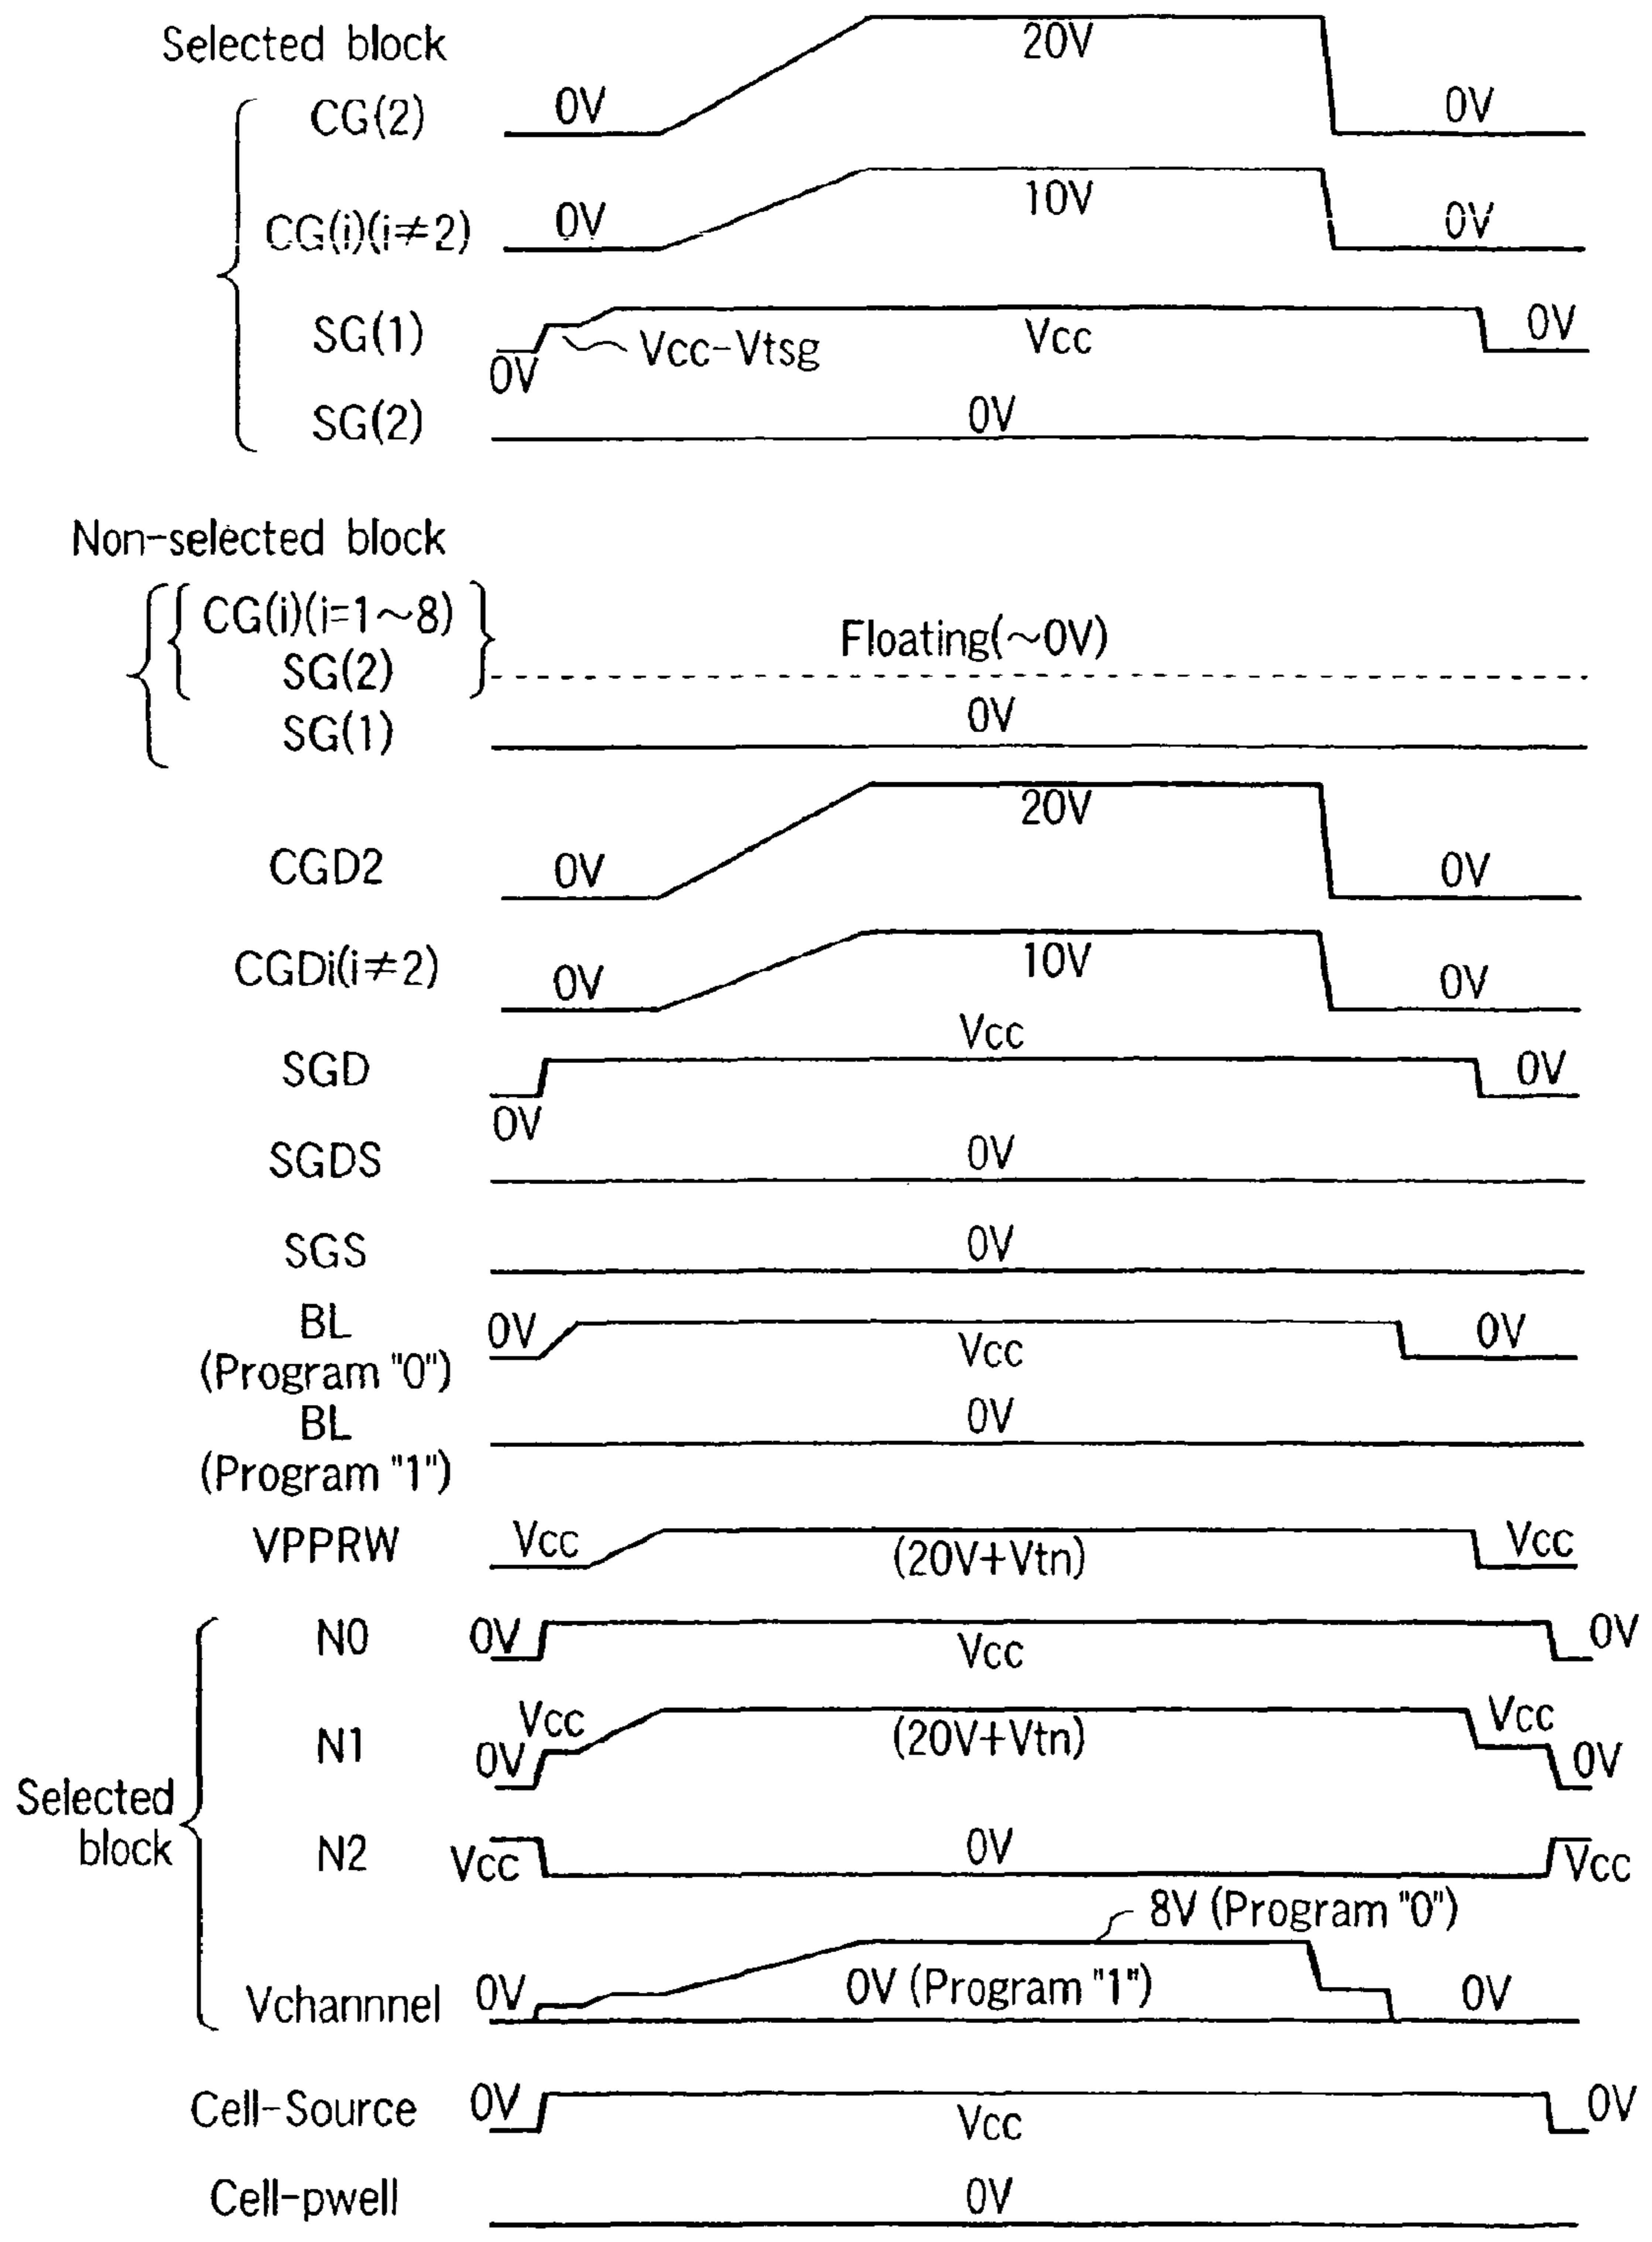 Selected block
20V
CG(2) 0V 0V
CG(i)(i≠2) 0V 10V 0V
SG(1) 0V Vcc-Vtsg Vcc 0V
SG(2) 0V
Non-selected block
CG(i)(i=1~8)
Floating(~0V)
SG(2)
SG(1) 0V
20V
CGD2 0V 0V
CGDi(i≠2) 0V 10V 0V
SGD 0V Vcc 0V
SGDS 0V
SGS 0V
BL 0V Vcc 0V
(Program "0")
BL 0V
(Program "1")
VPPRW Vcc (20V+Vtn) Vcc
N0 0V Vcc 0V
N1 0V Vcc (20V+Vtn) Vcc 0V
Selected
block
N2 Vcc 0V Vcc
8V (Program "0")
Vchannnel 0V 0V (Program "1") 0V
Cell-Source 0V Vcc 0V
Cell-pwell 0V